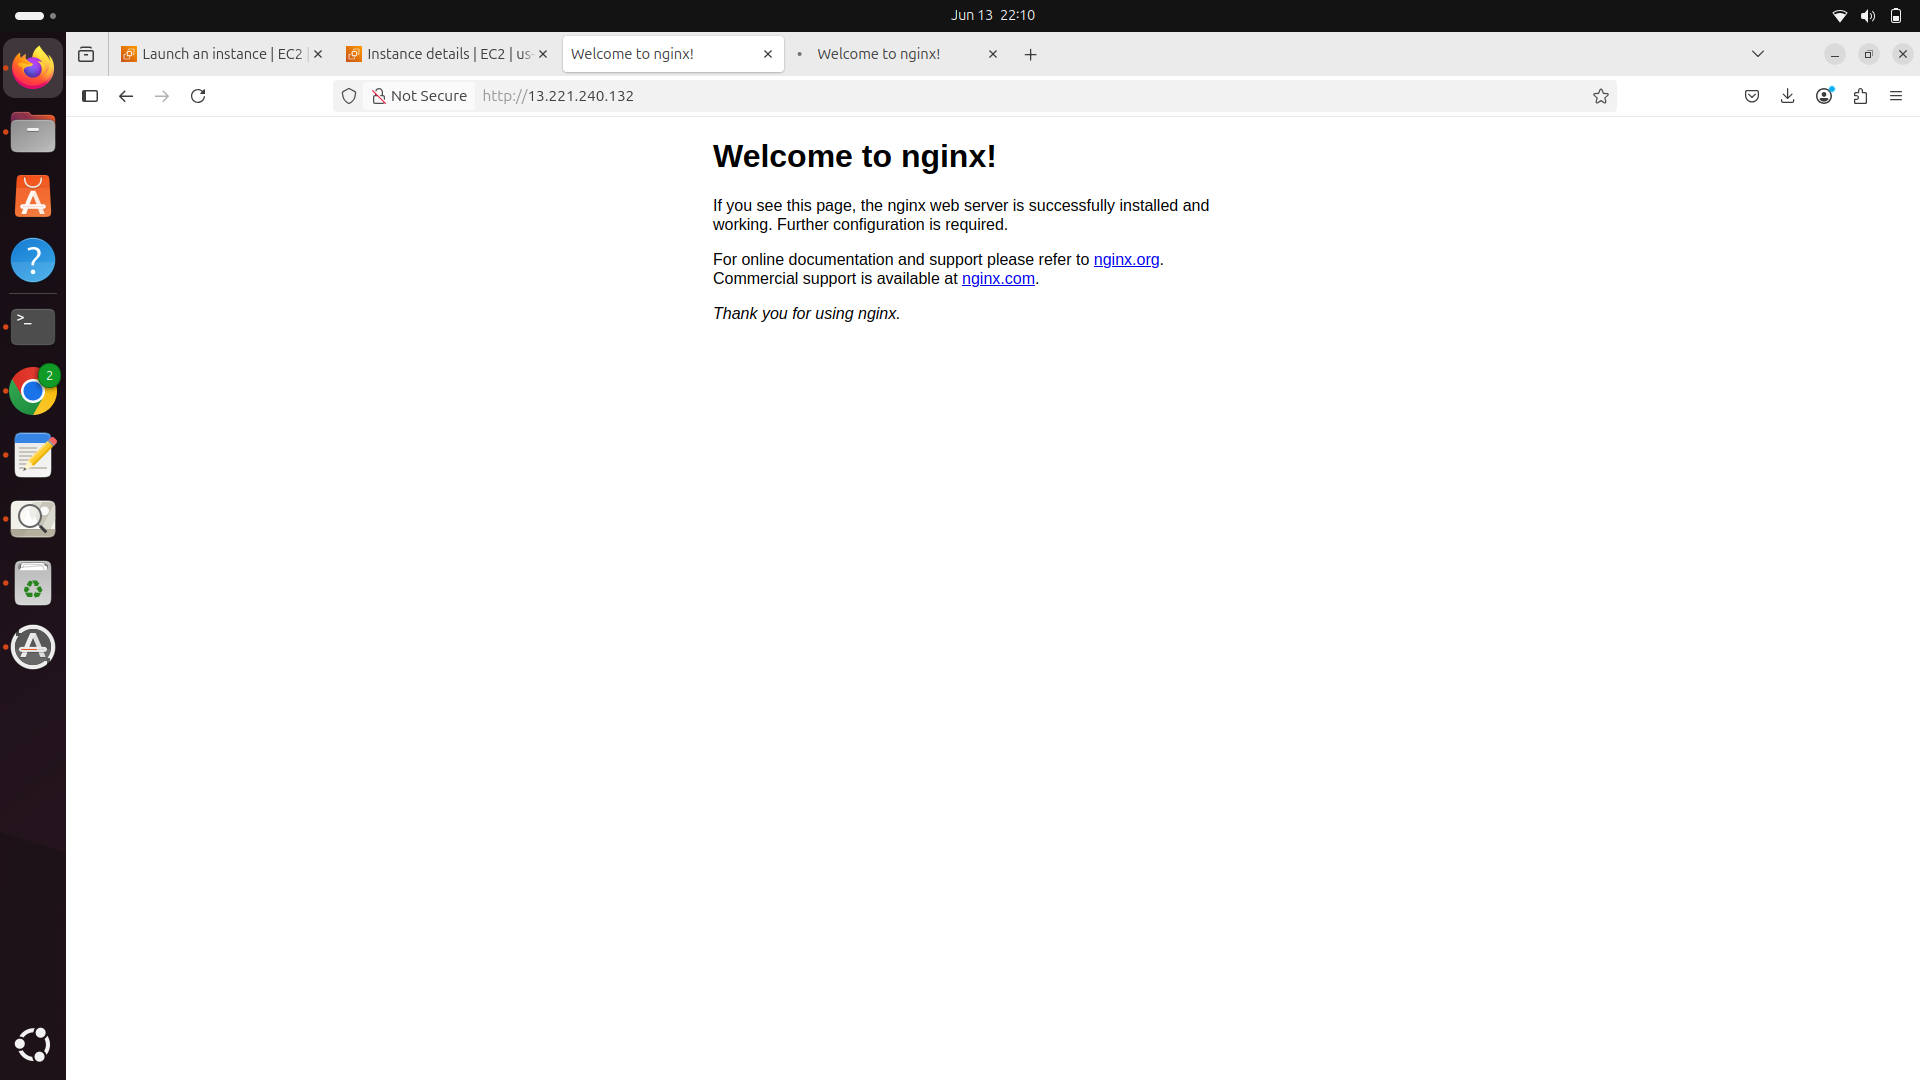 Jun 13 22:10
Launch an instance | EC2 |
Instance details | EC2 | us-
Welcome to nginx!
Welcome to nginx!
Not Secure
http://13.221.240.132
Welcome to nginx!
If you see this page, the nginx web server is successfully installed and
working. Further configuration is required.
For online documentation and support please refer to nginx.org.
Commercial support is available at nginx.com.
Thank you for using nginx.
2